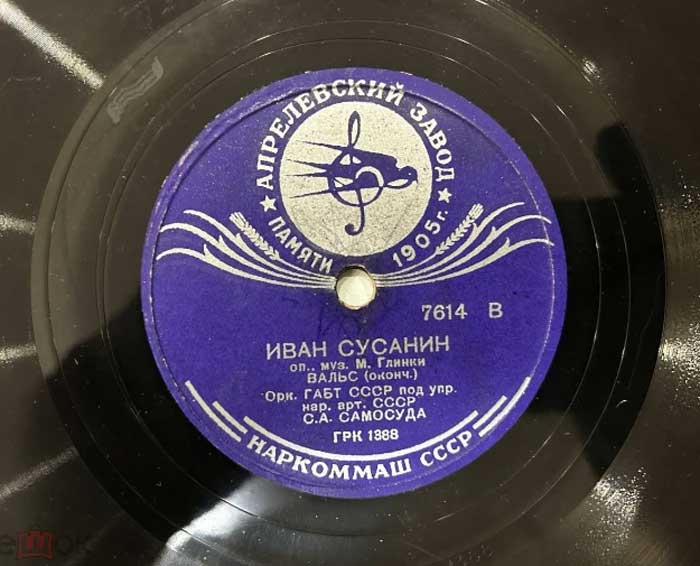 ★ АПРЕЛЕВСКИЙ ЗАВОД ★
ПАМЯТИ 1905 г.
7614 В
ИВАН СУСАНИН
оп., муз. М. Глинки
ВАЛЬС (оконч.)
Орк. ГАБТ СССР под упр.
нар. арт. СССР
С.А. САМОСУДА
ГРК 1388
НАРКОММАШ СССР